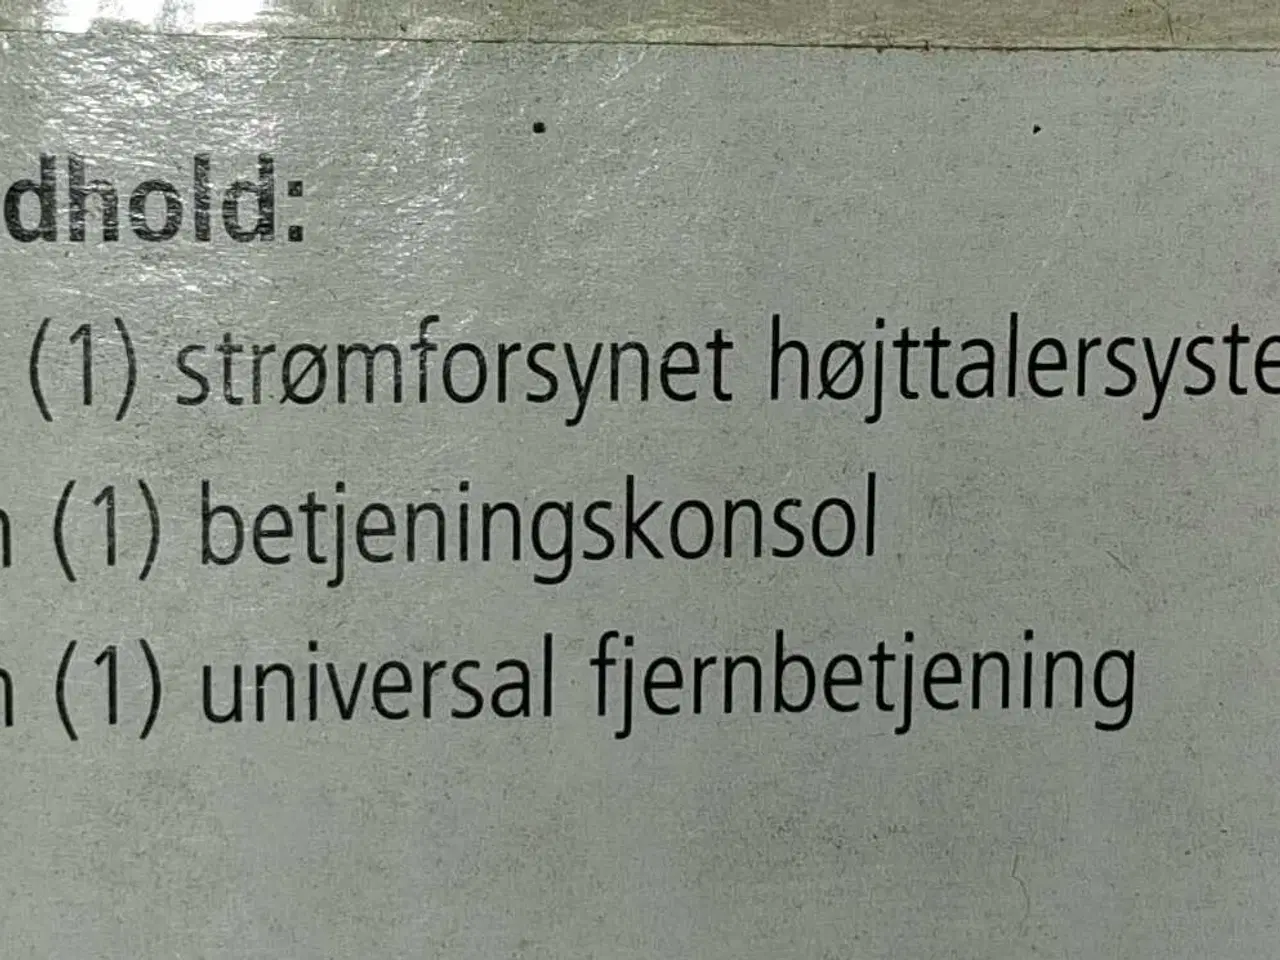 dhold:
(1) strømforsynet højttalersyste
n (1) betjeningskonsol
n (1) universal fjernbetjening